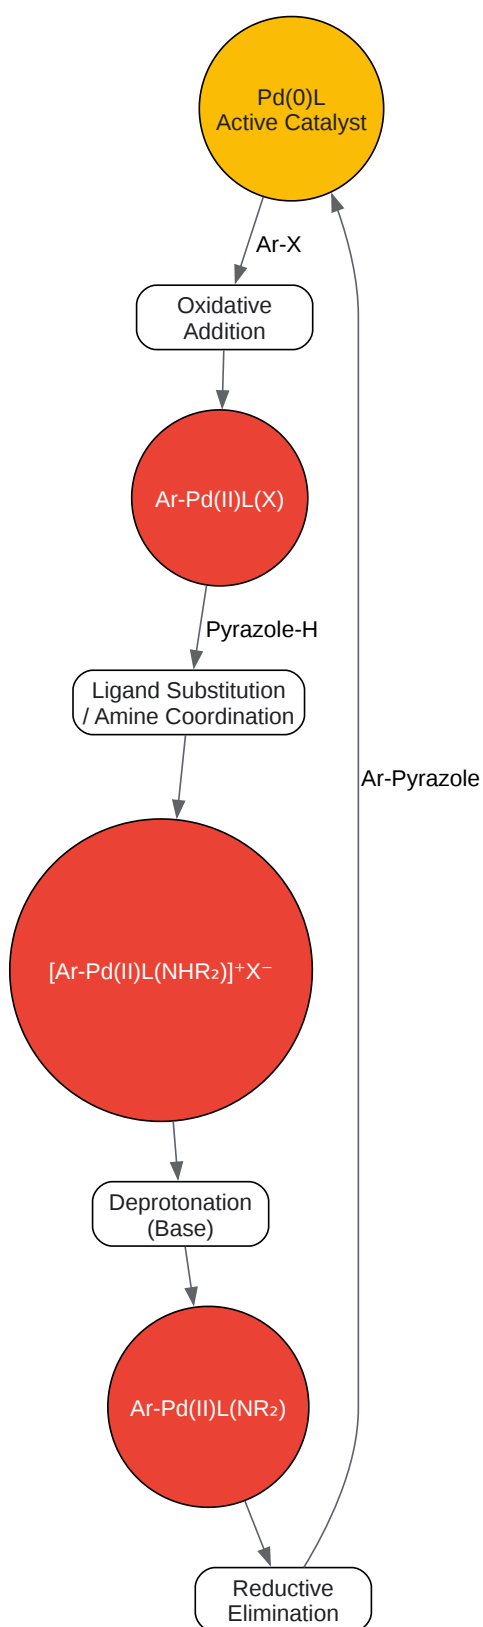 Pd(0)L
Active Catalyst
Ar-X
Oxidative
Addition
Ar-Pd(II)L(X)
Pyrazole-H
Ligand Substitution
/ Amine Coordination
Ar-Pyrazole
[Ar-Pd(II)L(NHR₂)]⁺X⁻
Deprotonation
(Base)
Ar-Pd(II)L(NR₂)
Reductive
Elimination